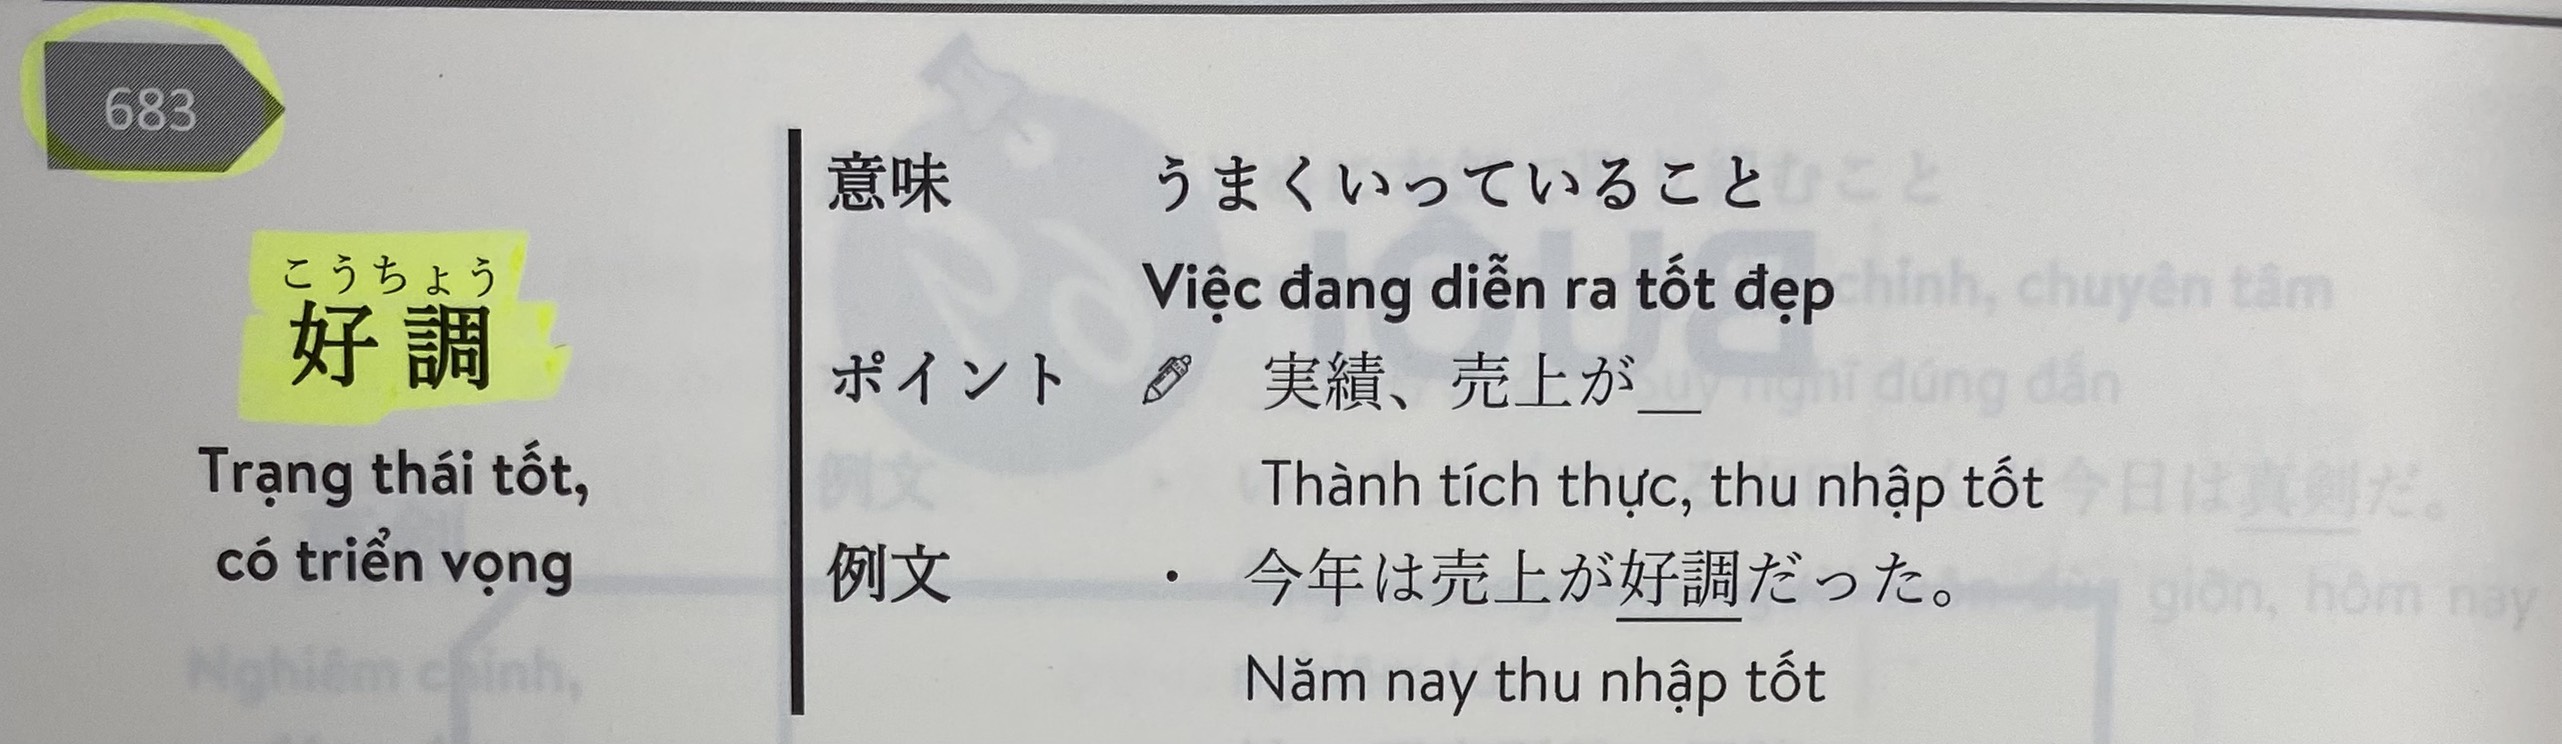 683
こうちょう
好調
Trạng thái tốt,
có triển vọng
意味 うまくいっていること
Việc đang diễn ra tốt đẹp
ポイント 実績、売上が__
Thành tích thực, thu nhập tốt
例文 ・ 今年は売上が好調だった。
Năm nay thu nhập tốt